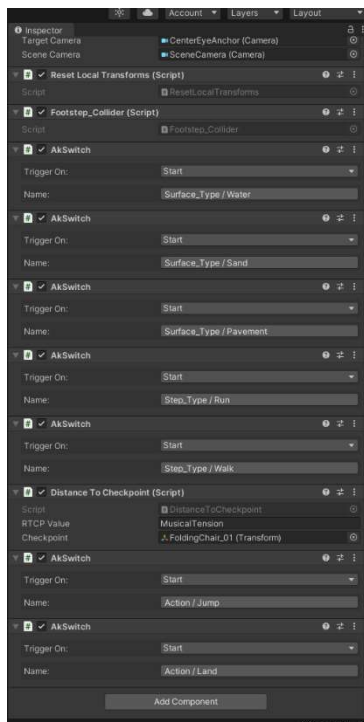 Account Layers Layout
Inspector
Target Camera CenterEyeAnchor (Camera)
Scene Camera SceneCamera (Camera)
# Reset Local Transforms (Script)
Script ResetLocalTransforms
# Footstep_Collider (Script)
Script Footstep_Collider
# AkSwitch
Trigger On: Start
Name: Surface_Type / Water
# AkSwitch
Trigger On: Start
Name: Surface_Type / Sand
# AkSwitch
Trigger On: Start
Name: Surface_Type / Pavement
# AkSwitch
Trigger On: Start
Name: Step_Type / Run
# AkSwitch
Trigger On: Start
Name: Step_Type / Walk
# Distance To Checkpoint (Script)
Script DistanceToCheckpoint
RTCP Value MusicalTension
Checkpoint FoldingChair_01 (Transform)
# AkSwitch
Trigger On: Start
Name: Action / Jump
# AkSwitch
Trigger On: Start
Name: Action / Land
Add Component